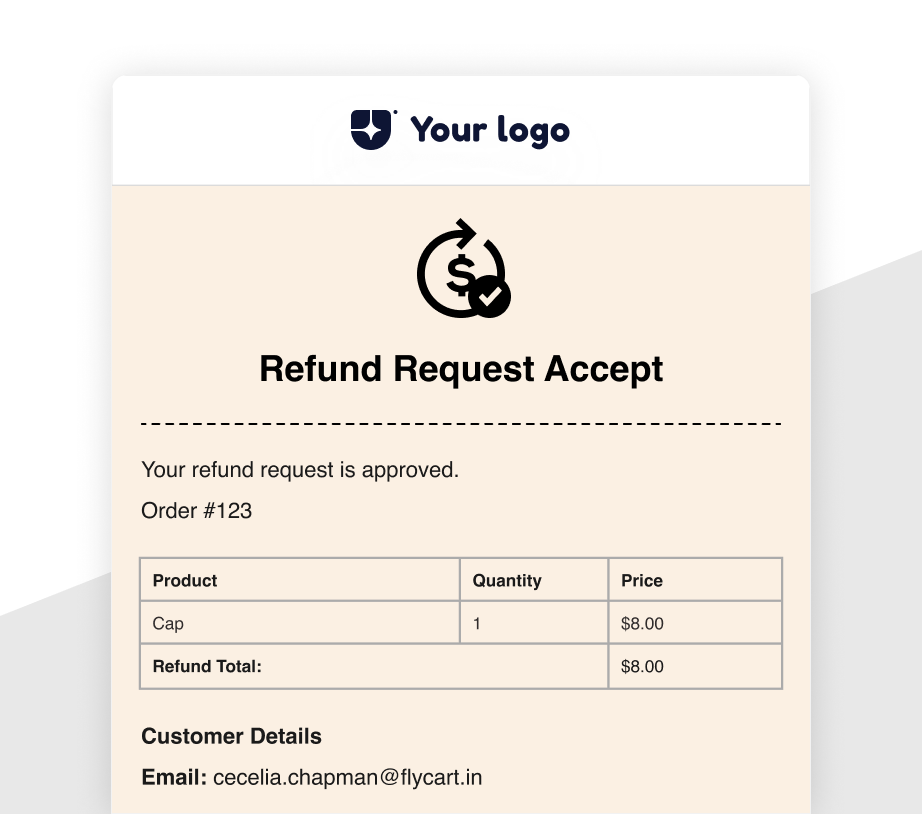 Your logo
$
Refund Request Accept
Your refund request is approved.
Order #123
Product Quantity Price
Cap 1 $8.00
Refund Total: $8.00
Customer Details
Email: cecelia.chapman@flycart.in